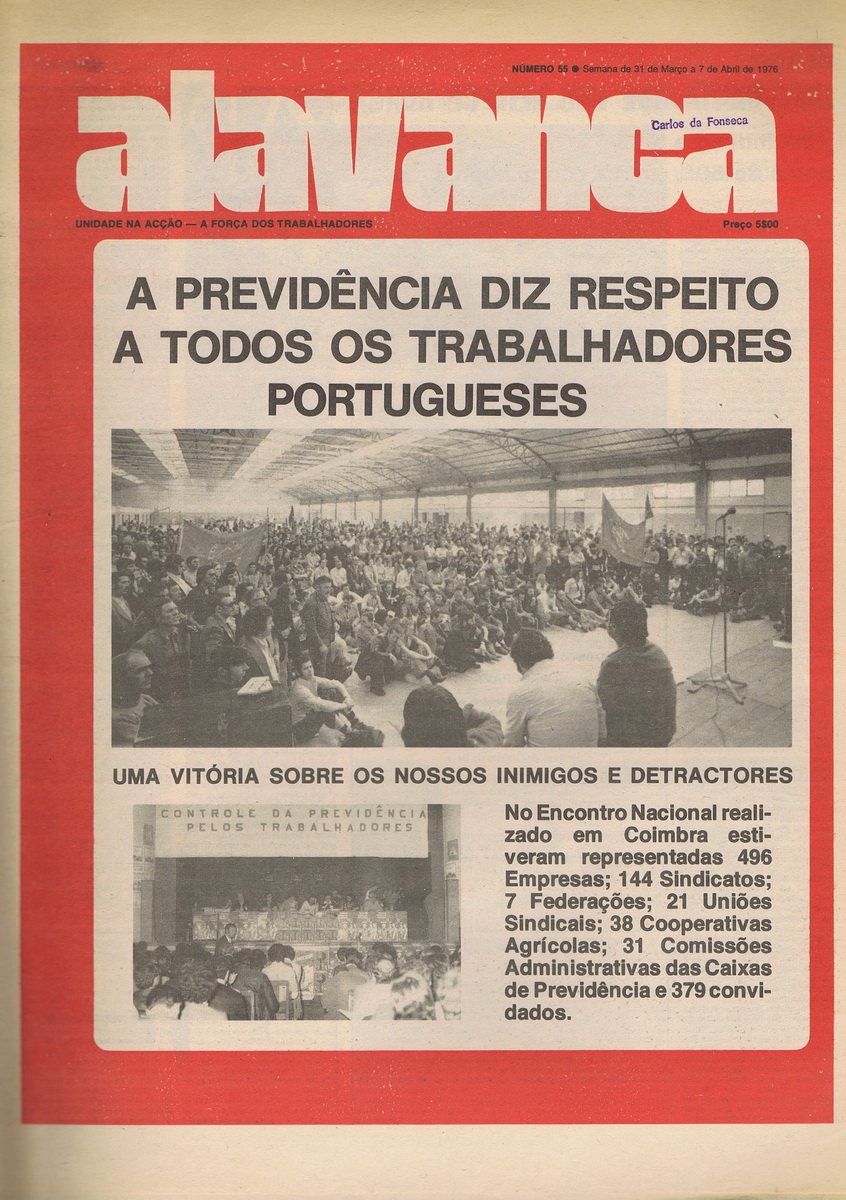 NÚMERO 55 ● Semana de 31 de Março a 7 de Abril de 1976
alavanca
Carlos da Fonseca
UNIDADE NA ACÇÃO — A FORÇA DOS TRABALHADORES
Preço 5$00
A PREVIDÊNCIA DIZ RESPEITO
A TODOS OS TRABALHADORES
PORTUGUESES
UMA VITÓRIA SOBRE OS NOSSOS INIMIGOS E DETRACTORES
CONTROLE DA PREVIDÊNCIA
PELOS TRABALHADORES
No Encontro Nacional reali-
zado em Coimbra esti-
veram representadas 496
Empresas; 144 Sindicatos;
7 Federações; 21 Uniões
Sindicais; 38 Cooperativas
Agrícolas; 31 Comissões
Administrativas das Caixas
de Previdência e 379 convi-
dados.